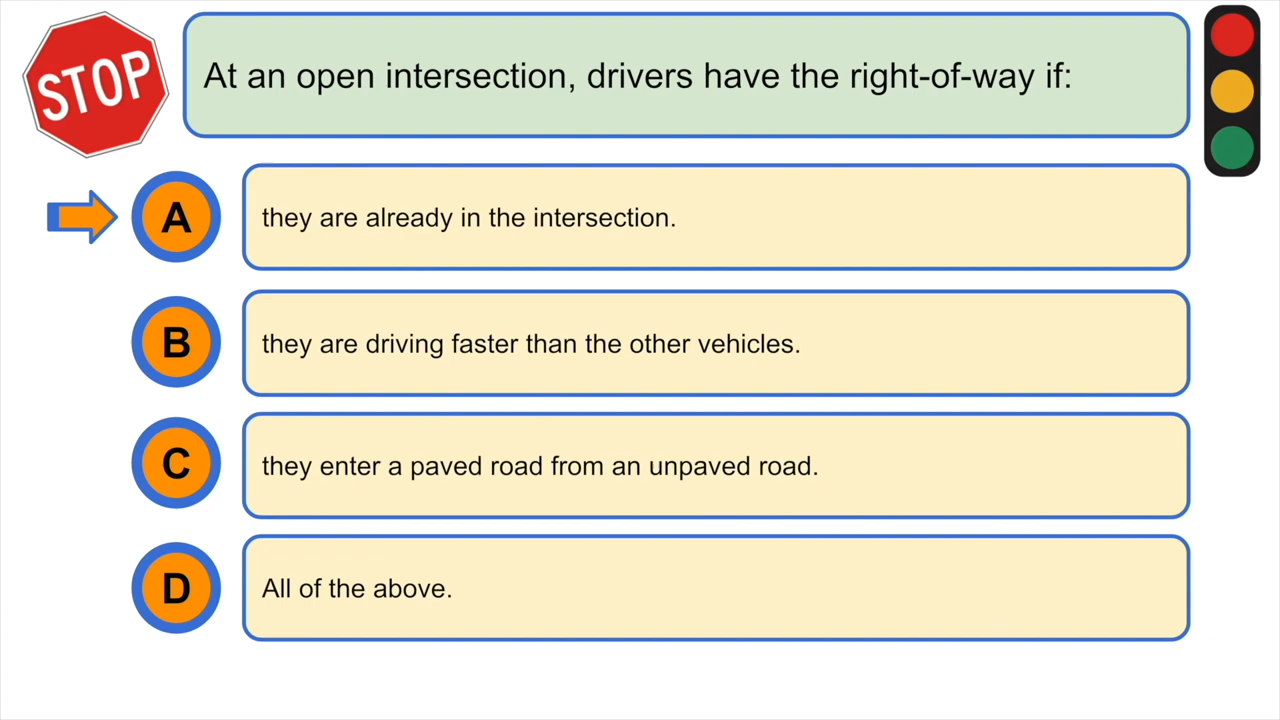 STOP
At an open intersection, drivers have the right-of-way if:
A
they are already in the intersection.
B
they are driving faster than the other vehicles.
C
they enter a paved road from an unpaved road.
D
All of the above.